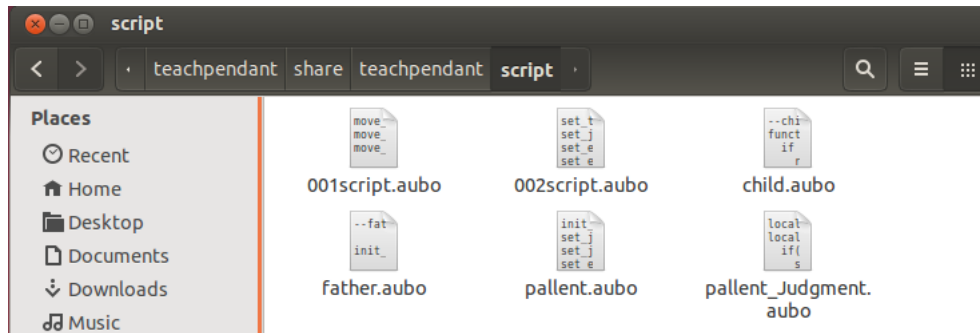 script
teachpendant share teachpendant script
Places
Recent
Home
Desktop
Documents
Downloads
Music
move_
move_
move_
001script.aubo
set_t
set_j
set_e
set e
002script.aubo
--chi
funct
if
r
child.aubo
--fat
init_
father.aubo
init_
set_j
set_j
set e
pallent.aubo
local
local
if(
s
pallent_Judgment.
aubo